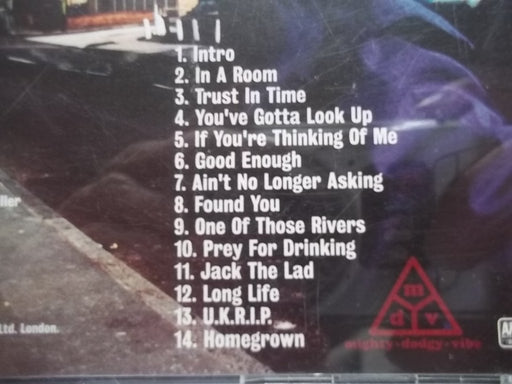 1. Intro
2. In A Room
3. Trust In Time
4. You've Gotta Look Up
5. If You're Thinking Of Me
6. Good Enough
7. Ain't No Longer Asking
8. Found You
9. One Of Those Rivers
10. Prey For Drinking
11. Jack The Lad
12. Long Life
13. U.K.R.I.P.
14. Homegrown
Ltd. London.
m
d v
mighty-dodgy-vibe